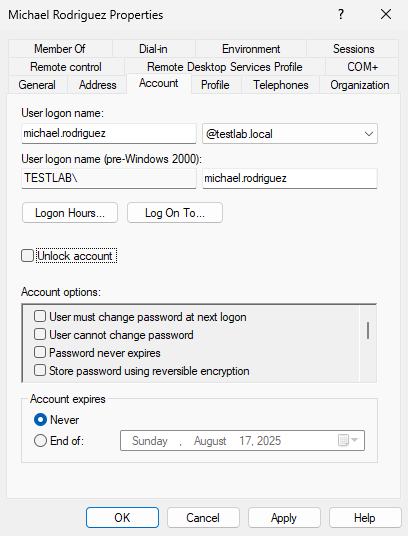 Michael Rodriguez Properties ? ×
Member Of Dial-in Environment Sessions
Remote control Remote Desktop Services Profile COM+
General Address Account Profile Telephones Organization
User logon name:
michael.rodriguez @testlab.local
User logon name (pre-Windows 2000):
TESTLAB\ michael.rodriguez
Logon Hours... Log On To...
Unlock account
Account options:
User must change password at next logon
User cannot change password
Password never expires
Store password using reversible encryption
Account expires
Never
End of: Sunday , August 17, 2025
OK Cancel Apply Help